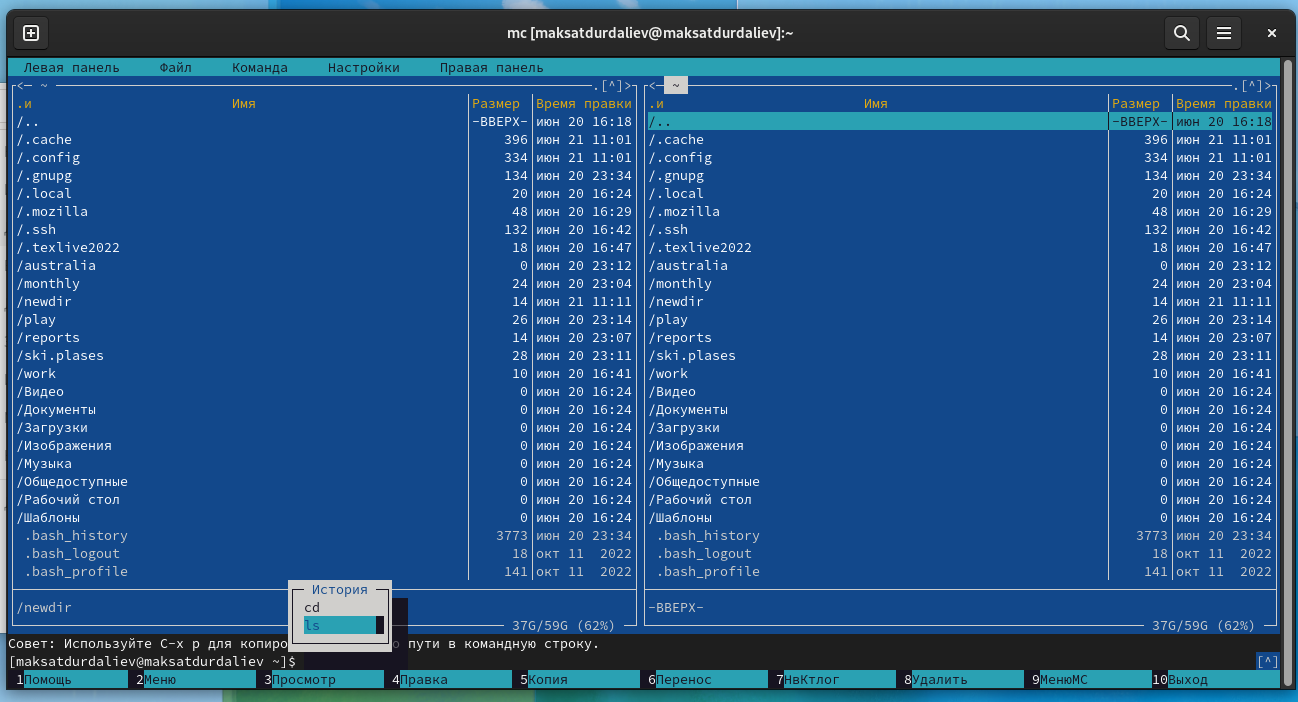 mc [maksatdurdaliev@maksatdurdaliev]:~
Левая панель Файл Команда Настройки Правая панель
<─ ~ .[^]>
.и Имя Размер Время правки
/.. -ВВЕРХ- июн 20 16:18
/.cache 396 июн 21 11:01
/.config 334 июн 21 11:01
/.gnupg 134 июн 20 23:34
/.local 20 июн 20 16:24
/.mozilla 48 июн 20 16:29
/.ssh 132 июн 20 16:42
/.texlive2022 18 июн 20 16:47
/australia 0 июн 20 23:12
/monthly 24 июн 20 23:04
/newdir 14 июн 21 11:11
/play 26 июн 20 23:14
/reports 14 июн 20 23:07
/ski.plases 28 июн 20 23:11
/work 10 июн 20 16:41
/Видео 0 июн 20 16:24
/Документы 0 июн 20 16:24
/Загрузки 0 июн 20 16:24
/Изображения 0 июн 20 16:24
/Музыка 0 июн 20 16:24
/Общедоступные 0 июн 20 16:24
/Рабочий стол 0 июн 20 16:24
/Шаблоны 0 июн 20 16:24
.bash_history 3773 июн 20 23:34
.bash_logout 18 окт 11 2022
.bash_profile 141 окт 11 2022
/newdir
37G/59G (62%)
<─ ~ .[^]>
.и Имя Размер Время правки
/.. -ВВЕРХ- июн 20 16:18
/.cache 396 июн 21 11:01
/.config 334 июн 21 11:01
/.gnupg 134 июн 20 23:34
/.local 20 июн 20 16:24
/.mozilla 48 июн 20 16:29
/.ssh 132 июн 20 16:42
/.texlive2022 18 июн 20 16:47
/australia 0 июн 20 23:12
/monthly 24 июн 20 23:04
/newdir 14 июн 21 11:11
/play 26 июн 20 23:14
/reports 14 июн 20 23:07
/ski.plases 28 июн 20 23:11
/work 10 июн 20 16:41
/Видео 0 июн 20 16:24
/Документы 0 июн 20 16:24
/Загрузки 0 июн 20 16:24
/Изображения 0 июн 20 16:24
/Музыка 0 июн 20 16:24
/Общедоступные 0 июн 20 16:24
/Рабочий стол 0 июн 20 16:24
/Шаблоны 0 июн 20 16:24
.bash_history 3773 июн 20 23:34
.bash_logout 18 окт 11 2022
.bash_profile 141 окт 11 2022
-ВВЕРХ-
37G/59G (62%)
История
cd
ls
Совет: Используйте C-x p для копиро пути в командную строку.
[maksatdurdaliev@maksatdurdaliev ~]$ [^]
1Помощь 2Меню 3Просмотр 4Правка 5Копия 6Перенос 7НвКтлог 8Удалить 9МенюMC 10Выход